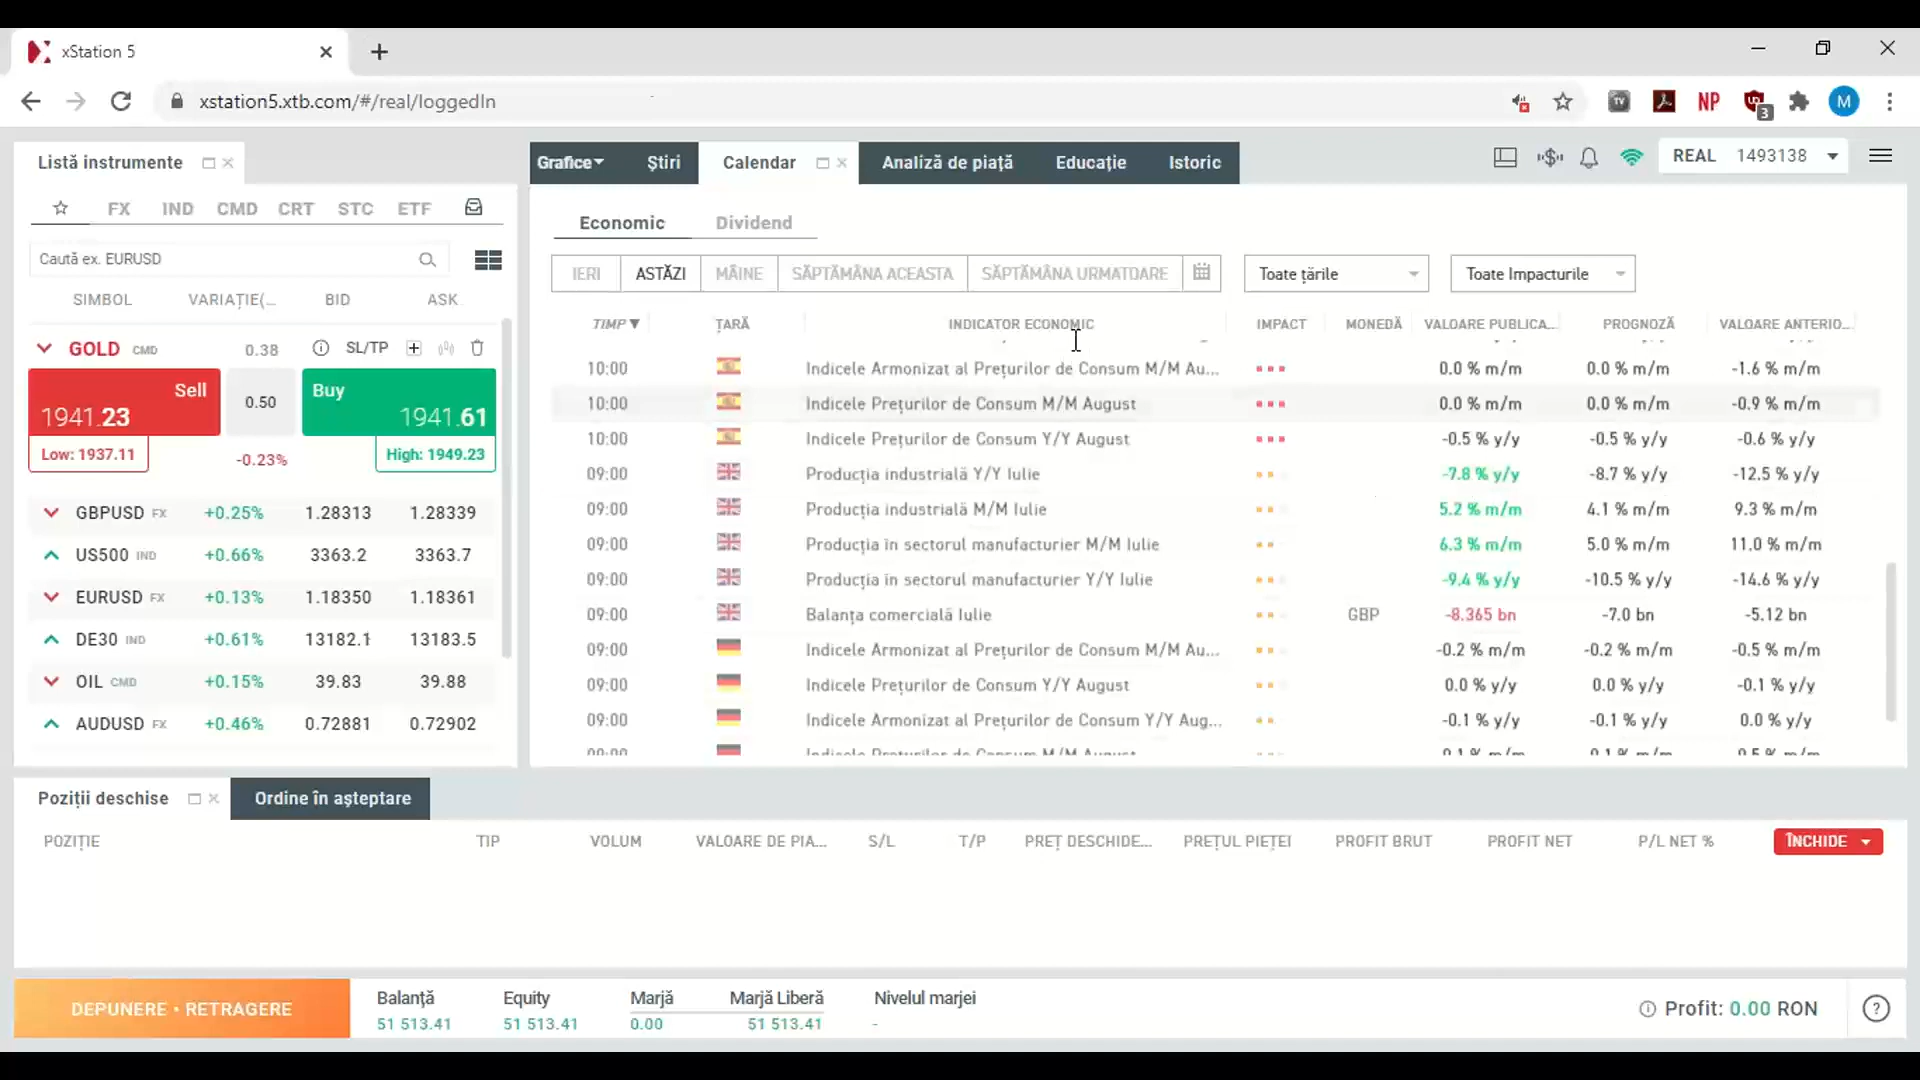 xStation 5
xstation5.xtb.com/#/real/loggedIn
NP
3
M
Listă instrumente
Grafice
Știri
Calendar
Analiză de piață
Educație
Istoric
REAL 1493138
FX IND CMD CRT STC ETF
Caută ex. EURUSD
SIMBOL VARIAȚIE(... BID ASK
GOLD CMD 0.38 SL/TP
Sell 1941.23
0.50
Buy 1941.61
Low: 1937.11 -0.23% High: 1949.23
GBPUSD FX +0.25% 1.28313 1.28339
US500 IND +0.66% 3363.2 3363.7
EURUSD FX +0.13% 1.18350 1.18361
DE30 IND +0.61% 13182.1 13183.5
OIL CMD +0.15% 39.83 39.88
AUDUSD FX +0.46% 0.72881 0.72902
Economic Dividend
IERI ASTĂZI MÂINE SĂPTĂMÂNA ACEASTA SĂPTĂMÂNA URMATOARE
Toate țările
Toate Impacturile
TIMP ȚARĂ INDICATOR ECONOMIC IMPACT MONEDĂ VALOARE PUBLICA... PROGNOZĂ VALOARE ANTERIO...
10:00 Indicele Armonizat al Prețurilor de Consum M/M Au... 0.0 % m/m 0.0 % m/m -1.6 % m/m
10:00 Indicele Prețurilor de Consum M/M August 0.0 % m/m 0.0 % m/m -0.9 % m/m
10:00 Indicele Prețurilor de Consum Y/Y August -0.5 % y/y -0.5 % y/y -0.6 % y/y
09:00 Producția industrială Y/Y Iulie -7.8 % y/y -8.7 % y/y -12.5 % y/y
09:00 Producția industrială M/M Iulie 5.2 % m/m 4.1 % m/m 9.3 % m/m
09:00 Producția în sectorul manufacturier M/M Iulie 6.3 % m/m 5.0 % m/m 11.0 % m/m
09:00 Producția în sectorul manufacturier Y/Y Iulie -9.4 % y/y -10.5 % y/y -14.6 % y/y
09:00 Balanța comercială Iulie GBP -8.365 bn -7.0 bn -5.12 bn
09:00 Indicele Armonizat al Prețurilor de Consum M/M Au... -0.2 % m/m -0.2 % m/m -0.5 % m/m
09:00 Indicele Prețurilor de Consum Y/Y August 0.0 % y/y 0.0 % y/y -0.1 % y/y
09:00 Indicele Armonizat al Prețurilor de Consum Y/Y Aug... -0.1 % y/y -0.1 % y/y 0.0 % y/y
Poziții deschise
Ordine în așteptare
POZIȚIE TIP VOLUM VALOARE DE PIA... S/L T/P PREȚ DESCHIDE... PREȚUL PIEȚEI PROFIT BRUT PROFIT NET P/L NET % ÎNCHIDE
DEPUNERE • RETRAGERE
Balanță Equity Marjă Marjă Liberă Nivelul marjei
51 513.41 51 513.41 0.00 51 513.41 -
Profit: 0.00 RON
?